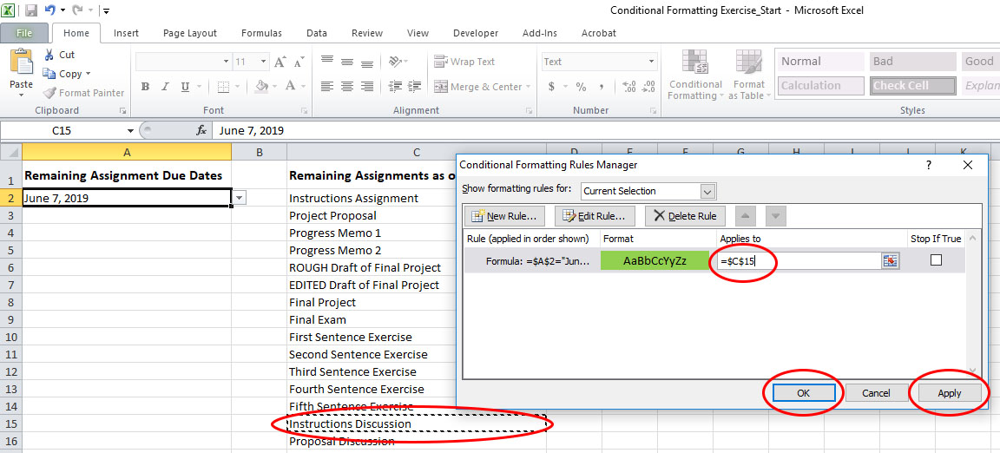 Conditional Formatting Exercise_Start - Microsoft Excel
File Home Insert Page Layout Formulas Data Review View Developer Add-Ins Acrobat
Paste
Cut
Copy
Format Painter
Clipboard
11 A A
B I U A
Font
Wrap Text
Merge & Center
Alignment
Text
$ % , .00 .0
Number
Conditional Formatting
Format as Table
Normal Bad Good
Calculation Check Cell Explan
Styles
C15 fx June 7, 2019
A B C D E F G H I J K
1 Remaining Assignment Due Dates Remaining Assignments as o
2 June 7, 2019 Instructions Assignment
3 Project Proposal
4 Progress Memo 1
5 Progress Memo 2
6 ROUGH Draft of Final Project
7 EDITED Draft of Final Project
8 Final Project
9 Final Exam
10 First Sentence Exercise
11 Second Sentence Exercise
12 Third Sentence Exercise
13 Fourth Sentence Exercise
14 Fifth Sentence Exercise
15 Instructions Discussion
16 Proposal Discussion
Conditional Formatting Rules Manager ? X
Show formatting rules for: Current Selection
New Rule... Edit Rule... Delete Rule
Rule (applied in order shown) Format Applies to Stop If True
Formula: =$A$2="Jun... AaBbCcYyZz =$C$15
OK Cancel Apply